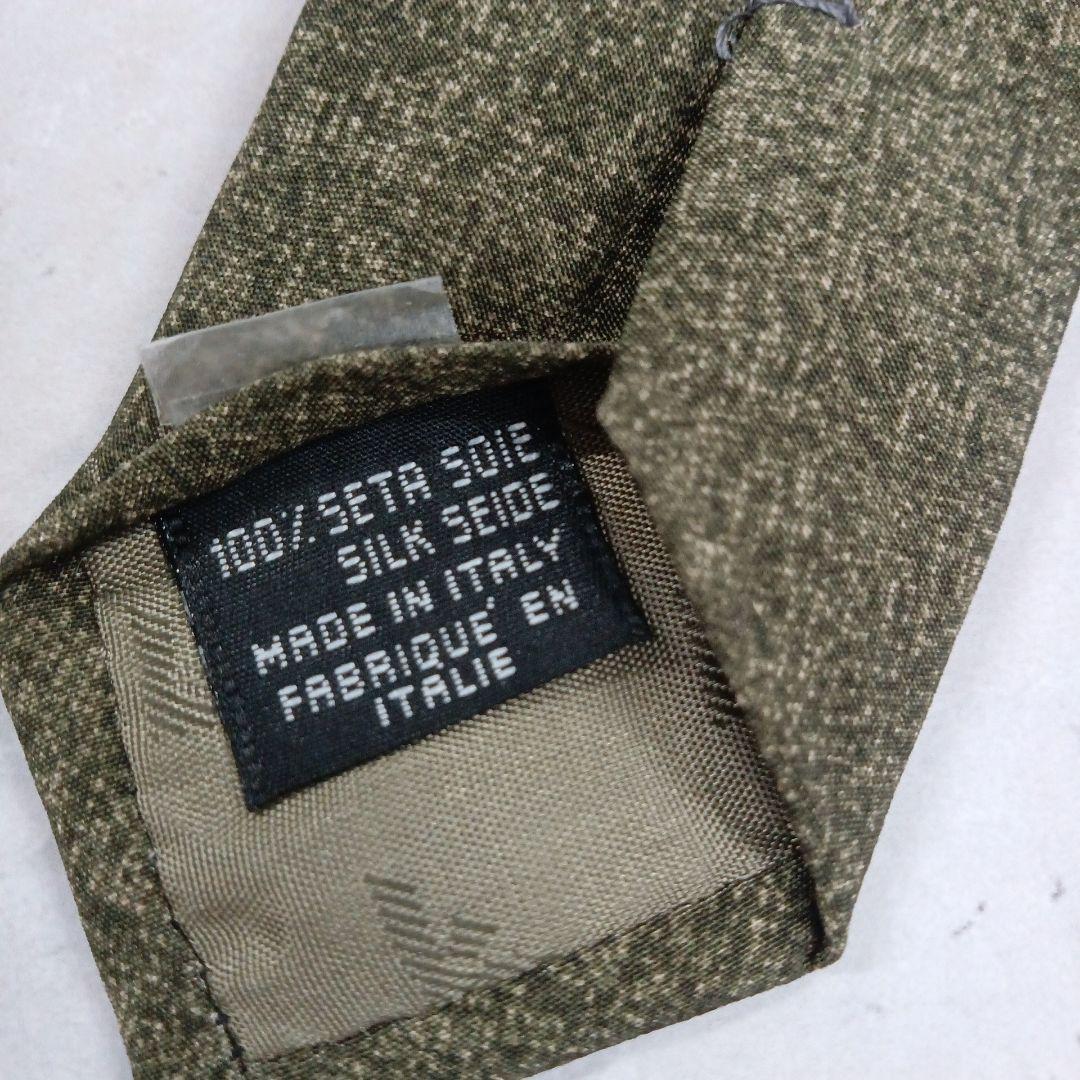 100% SETA SOIE
SILK SEIDE
MADE IN ITALY
FABRIQUE' EN
ITALIE